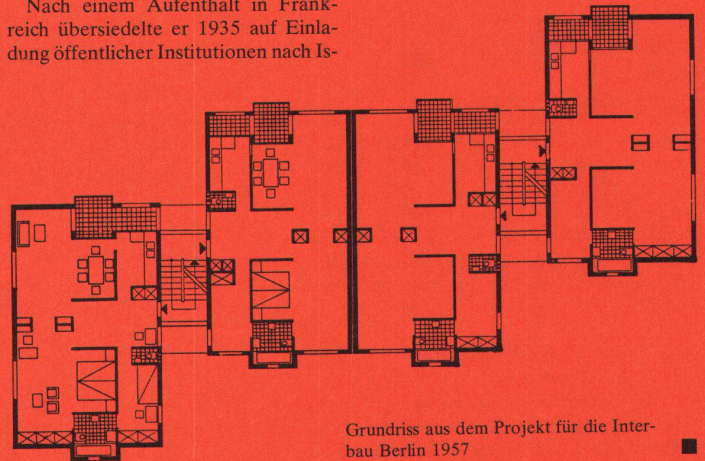 Nach einem Aufenthalt in Frank-
reich übersiedelte er 1935 auf Einla-
dung öffentlicher Institutionen nach Is-
Grundriss aus dem Projekt für die Inter-
bau Berlin 1957